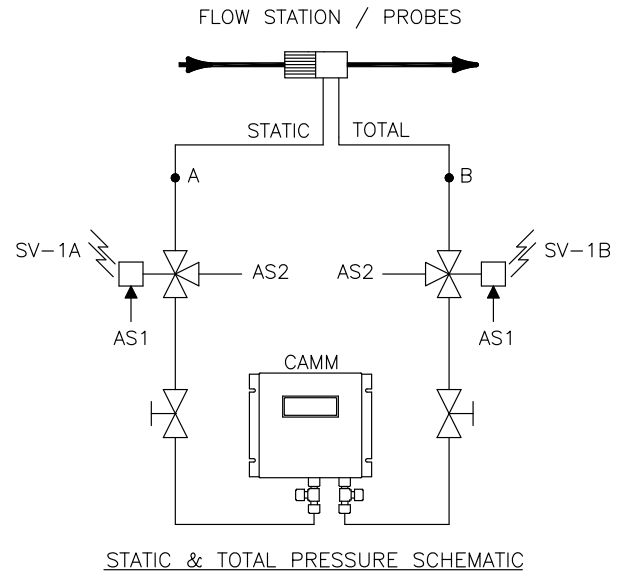 FLOW STATION / PROBES
STATIC TOTAL
A B
SV-1A AS2 AS2 SV-1B
AS1 AS1
CAMM
STATIC & TOTAL PRESSURE SCHEMATIC